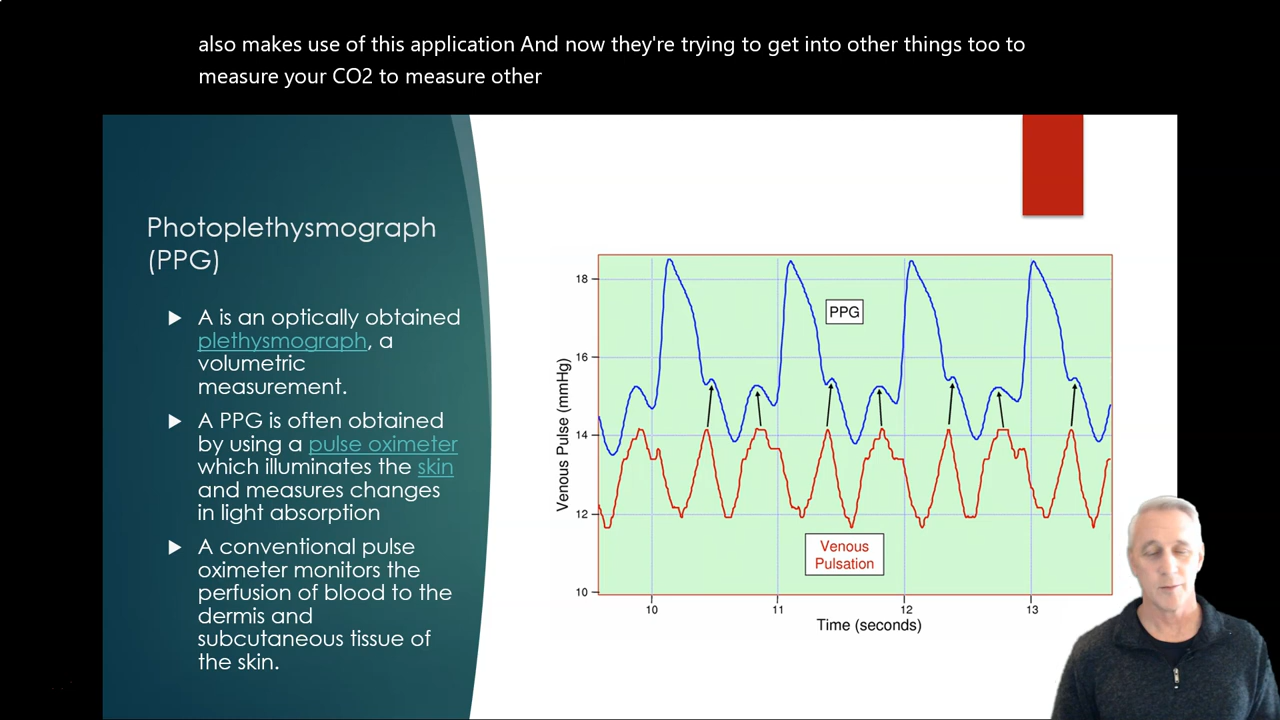 also makes use of this application And now they're trying to get into other things too to
measure your CO2 to measure other
Photoplethysmograph
(PPG)
A is an optically obtained
plethysmograph, a
volumetric
measurement.
A PPG is often obtained
by using a pulse oximeter
which illuminates the skin
and measures changes
in light absorption
A conventional pulse
oximeter monitors the
perfusion of blood to the
dermis and
subcutaneous tissue of
the skin.
Venous Pulse (mmHg)
18
16
14
12
10
PPG
Venous
Pulsation
10 11 12 13
Time (seconds)